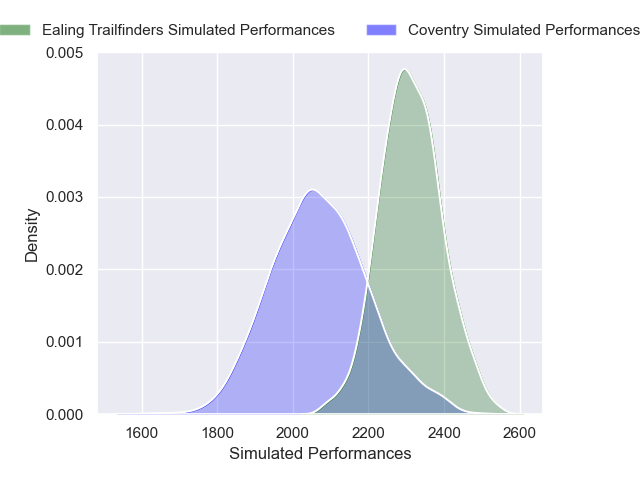 Ealing Trailfinders Simulated Performances Coventry Simulated Performances
0.005
0.004
0.003
0.002
0.001
0.000
Density
1600 1800 2000 2200 2400 2600
Simulated Performances